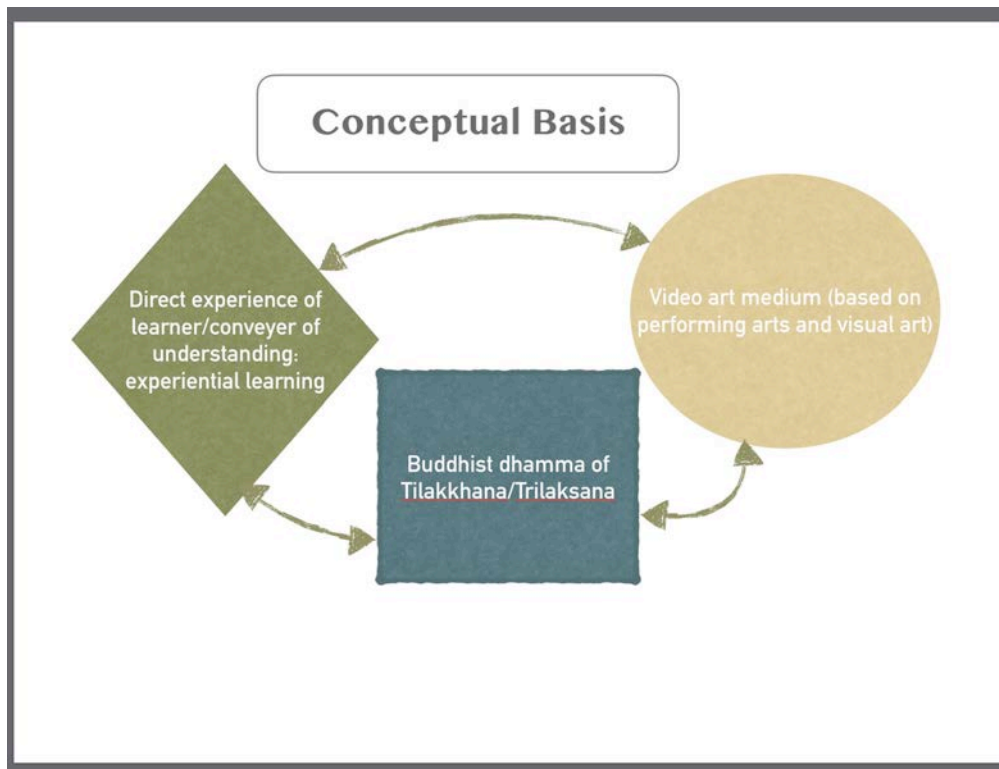 Conceptual Basis
Direct experience of
learner/conveyer of
understanding:
experiential learning
Video art medium (based on
performing arts and visual art)
Buddhist dhamma of
Tilakkhana/Trilaksana